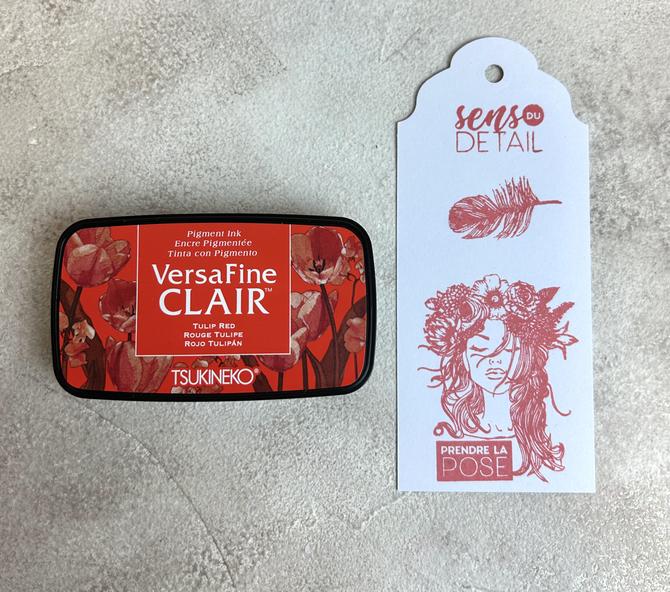 Pigment Ink
Encre Pigmentée
Tinta con Pigmento
VersaFine
CLAIR™
TULIP RED
ROUGE TULIPE
ROJO TULIPÁN
TSUKINEKO®
sens DU
DETAIL
PRENDRE LA
POSE